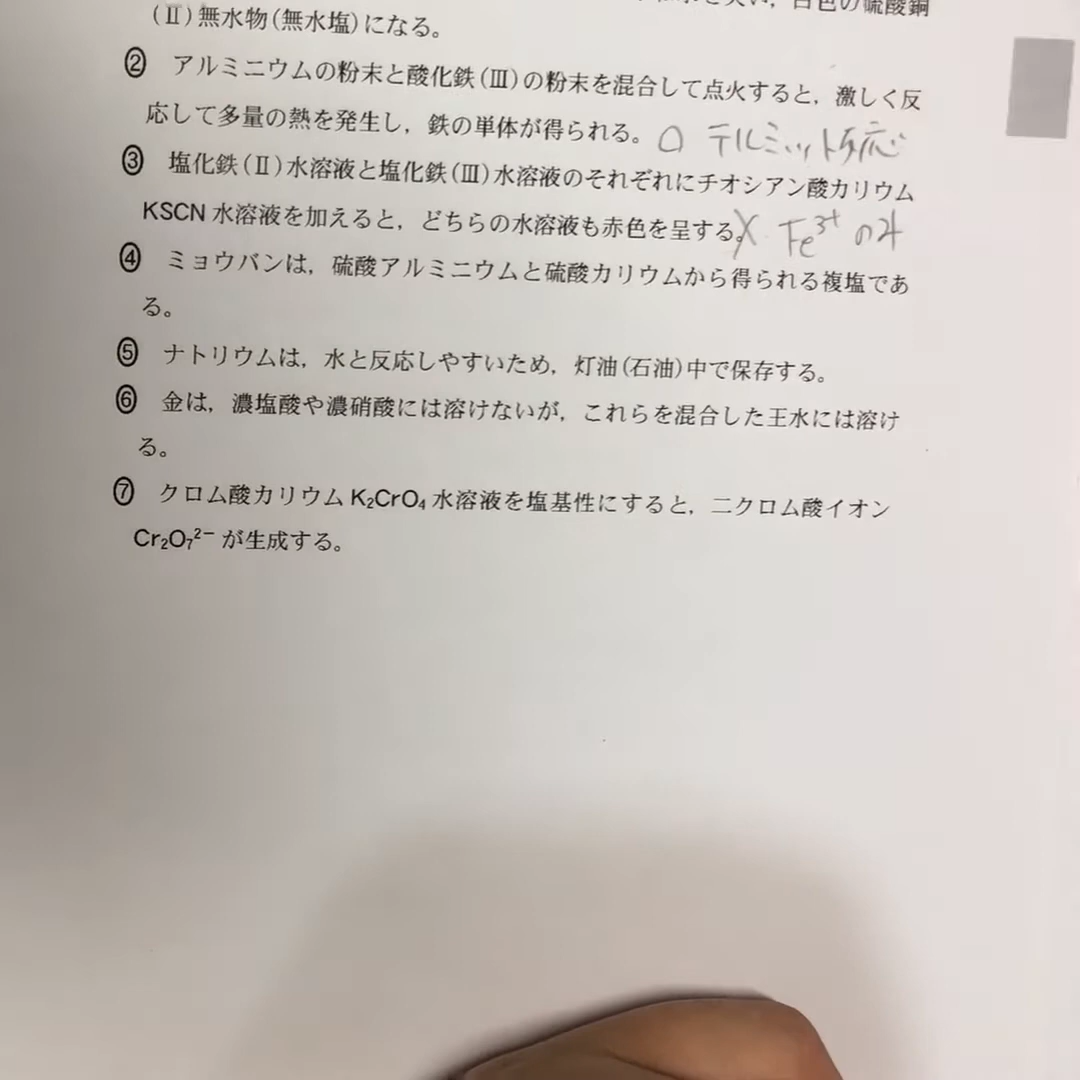 白色の硫酸銅
(Ⅱ)無水物(無水塩)になる。
② アルミニウムの粉末と酸化鉄(Ⅲ)の粉末を混合して点火すると,激しく反
応して多量の熱を発生し,鉄の単体が得られる。○ テルミット反応
③ 塩化鉄(Ⅱ)水溶液と塩化鉄(Ⅲ)水溶液のそれぞれにチオシアン酸カリウム
KSCN 水溶液を加えると,どちらの水溶液も赤色を呈する。× Fe³⁺ のみ
④ ミョウバンは,硫酸アルミニウムと硫酸カリウムから得られる複塩であ
る。
⑤ ナトリウムは,水と反応しやすいため,灯油(石油)中で保存する。
⑥ 金は,濃塩酸や濃硝酸には溶けないが,これらを混合した王水には溶け
る。
⑦ クロム酸カリウム K₂CrO₄ 水溶液を塩基性にすると,二クロム酸イオン
Cr₂O₇²⁻ が生成する。